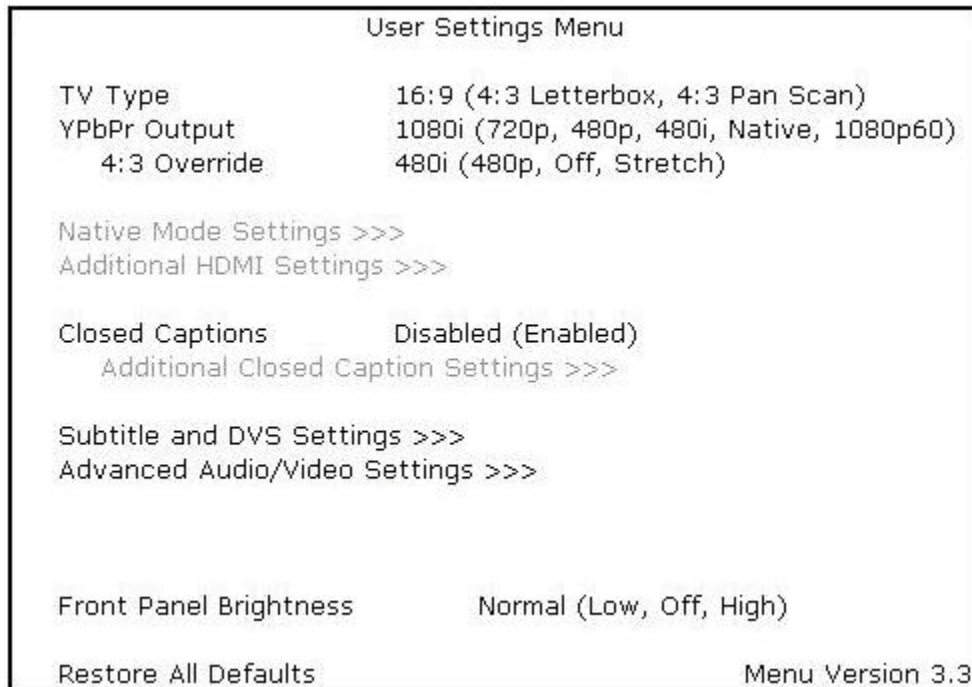 User Settings Menu
TV Type 16:9 (4:3 Letterbox, 4:3 Pan Scan)
YPbPr Output 1080i (720p, 480p, 480i, Native, 1080p60)
4:3 Override 480i (480p, Off, Stretch)
Native Mode Settings >>>
Additional HDMI Settings >>>
Closed Captions Disabled (Enabled)
Additional Closed Caption Settings >>>
Subtitle and DVS Settings >>>
Advanced Audio/Video Settings >>>
Front Panel Brightness Normal (Low, Off, High)
Restore All Defaults Menu Version 3.3